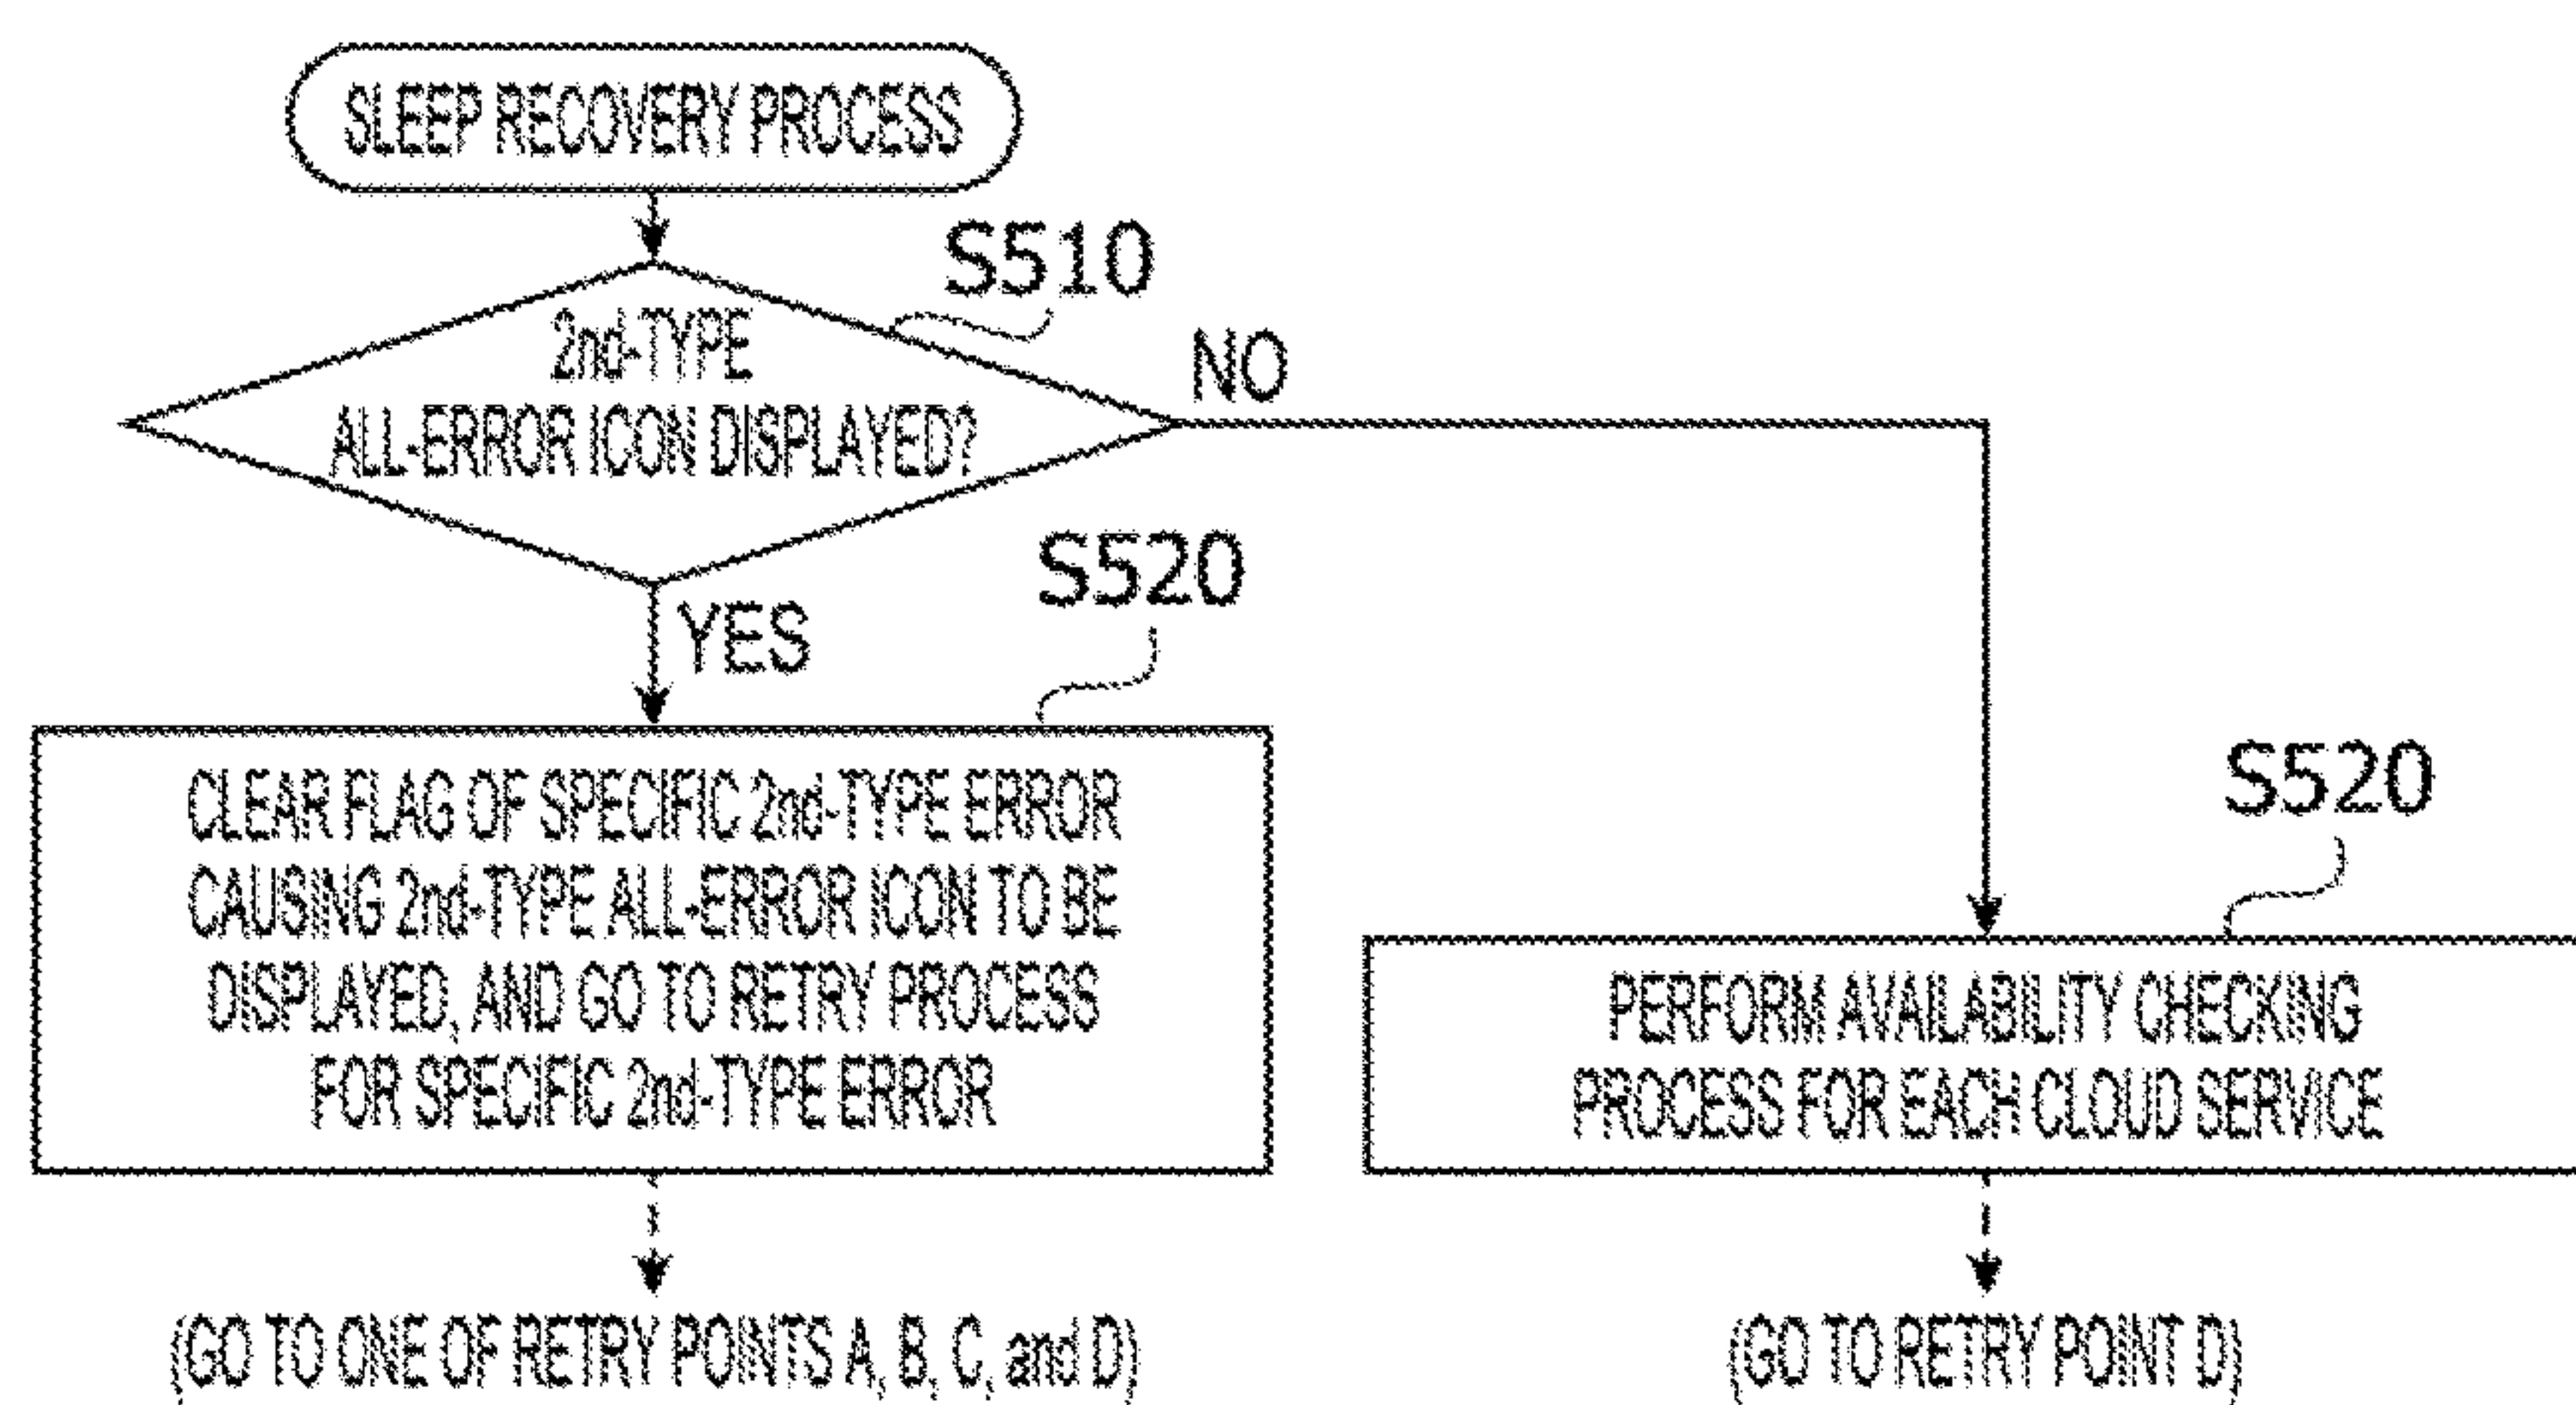 SLEEP RECOVERY PROCESS
S510
2nd-TYPE
ALL-ERROR ICON DISPLAYED?
NO
YES
S520
CLEAR FLAG OF SPECIFIC 2nd-TYPE ERROR
CAUSING 2nd-TYPE ALL-ERROR ICON TO BE
DISPLAYED, AND GO TO RETRY PROCESS
FOR SPECIFIC 2nd-TYPE ERROR
S520
PERFORM AVAILABILITY CHECKING
PROCESS FOR EACH CLOUD SERVICE
(GO TO ONE OF RETRY POINTS A, B, C, and D)
(GO TO RETRY POINT D)